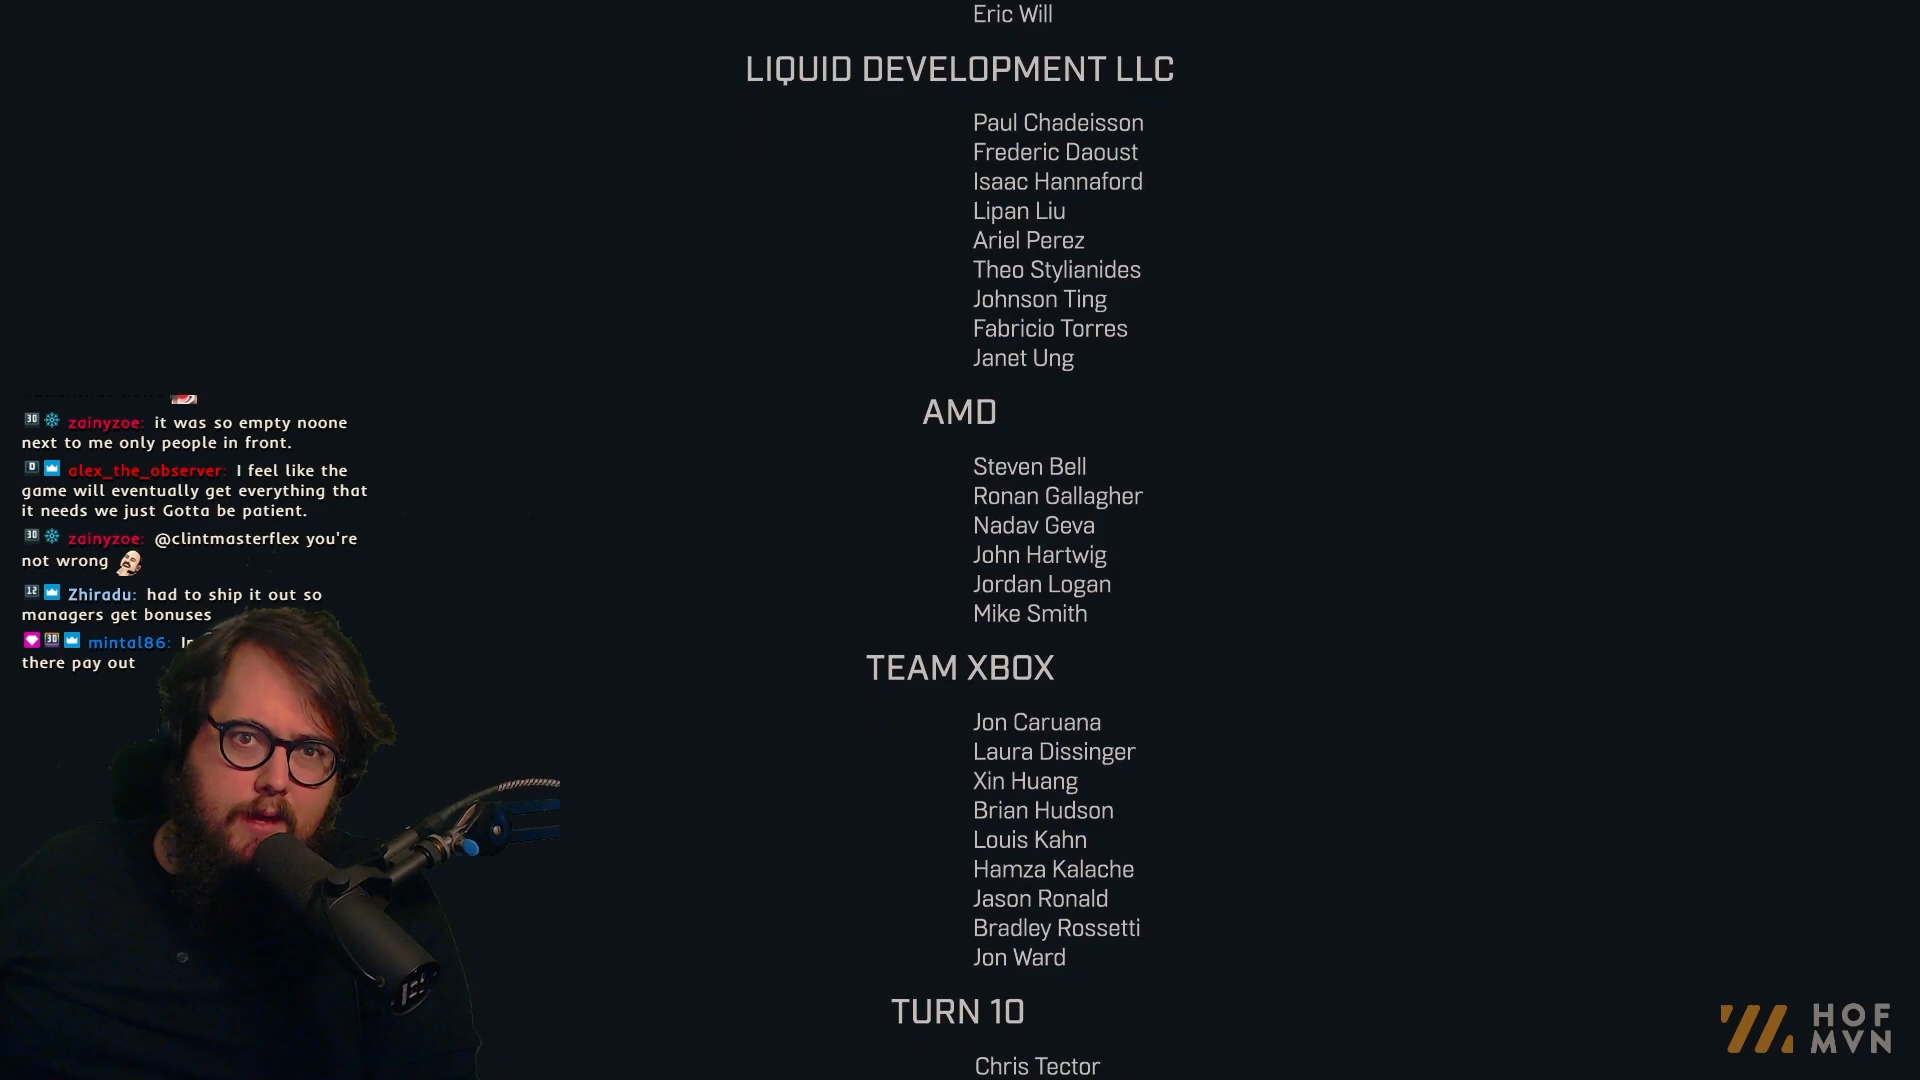 Eric Will
LIQUID DEVELOPMENT LLC
Paul Chadeisson
Frederic Daoust
Isaac Hannaford
Lipan Liu
Ariel Perez
Theo Stylianides
Johnson Ting
Fabricio Torres
Janet Ung
AMD
Steven Bell
Ronan Gallagher
Nadav Geva
John Hartwig
Jordan Logan
Mike Smith
TEAM XBOX
Jon Caruana
Laura Dissinger
Xin Huang
Brian Hudson
Louis Kahn
Hamza Kalache
Jason Ronald
Bradley Rossetti
Jon Ward
TURN 10
Chris Tector
30 zainyzoe: it was so empty noone
next to me only people in front.
0 alex_the_observer: I feel like the
game will eventually get everything that
it needs we just Gotta be patient.
30 zainyzoe: @clintmasterflex you're
not wrong
12 Zhiradu: had to ship it out so
managers get bonuses
30 mintal86:
there pay out
HOF
MVN